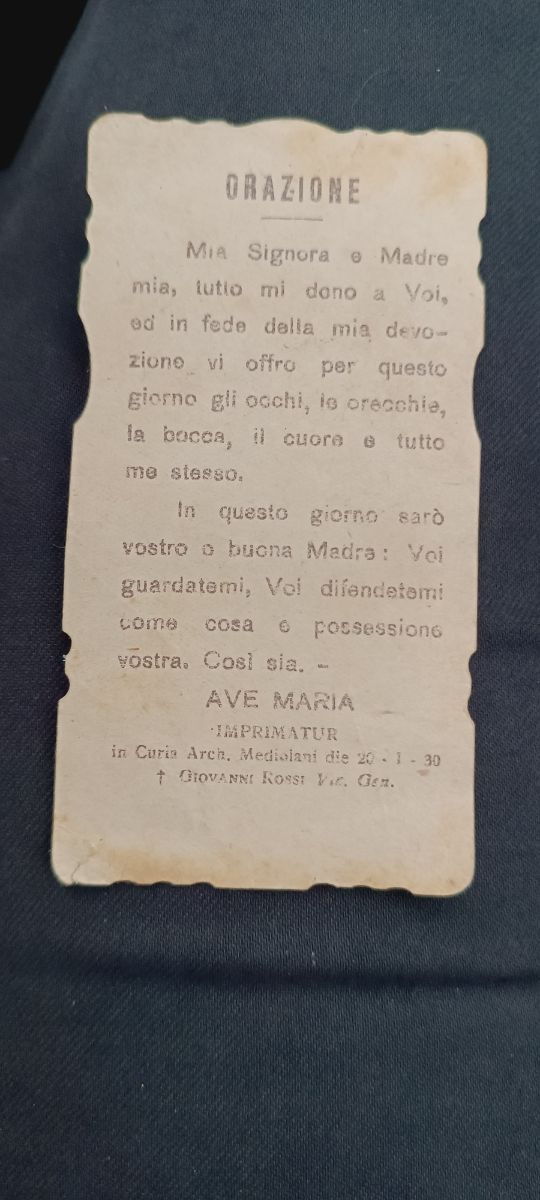 ORAZIONE
Mia Signora e Madre
mia, tutto mi dono a Voi,
ed in fede della mia devo-
zione vi offro per questo
giorno gli occhi, le orecchie,
la bocca, il cuore e tutto
me stesso.
In questo giorno sarò
vostro o buona Madre: Voi
guardatemi, Voi difendetemi
come cosa e possessione
vostra. Così sia. -
AVE MARIA
IMPRIMATUR
in Curia Arch. Mediolani die 20 - 1 - 30
† GIOVANNI ROSSI Vic. Gen.